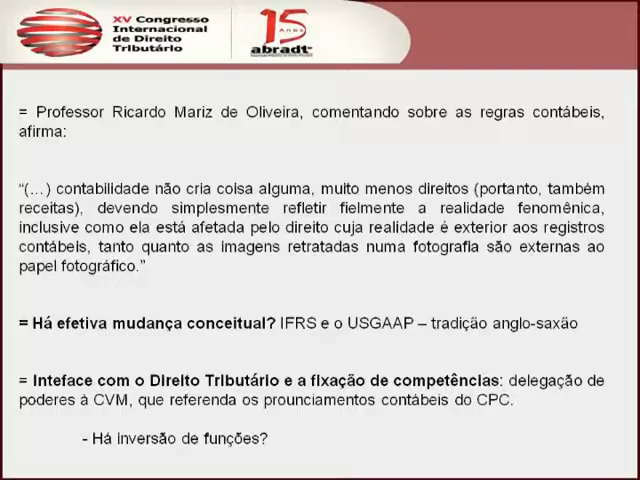 XV Congresso
Internacional
de Direito
Tributário
15
Anos
abradt
= Professor Ricardo Mariz de Oliveira, comentando sobre as regras contábeis,
afirma:
“(…) contabilidade não cria coisa alguma, muito menos direitos (portanto, também
receitas), devendo simplesmente refletir fielmente a realidade fenomênica,
inclusive como ela está afetada pelo direito cuja realidade é exterior aos registros
contábeis, tanto quanto as imagens retratadas numa fotografia são externas ao
papel fotográfico.”
= Há efetiva mudança conceitual? IFRS e o USGAAP – tradição anglo-saxão
= Inteface com o Direito Tributário e a fixação de competências: delegação de
poderes à CVM, que referenda os prounciamentos contábeis do CPC.
- Há inversão de funções?